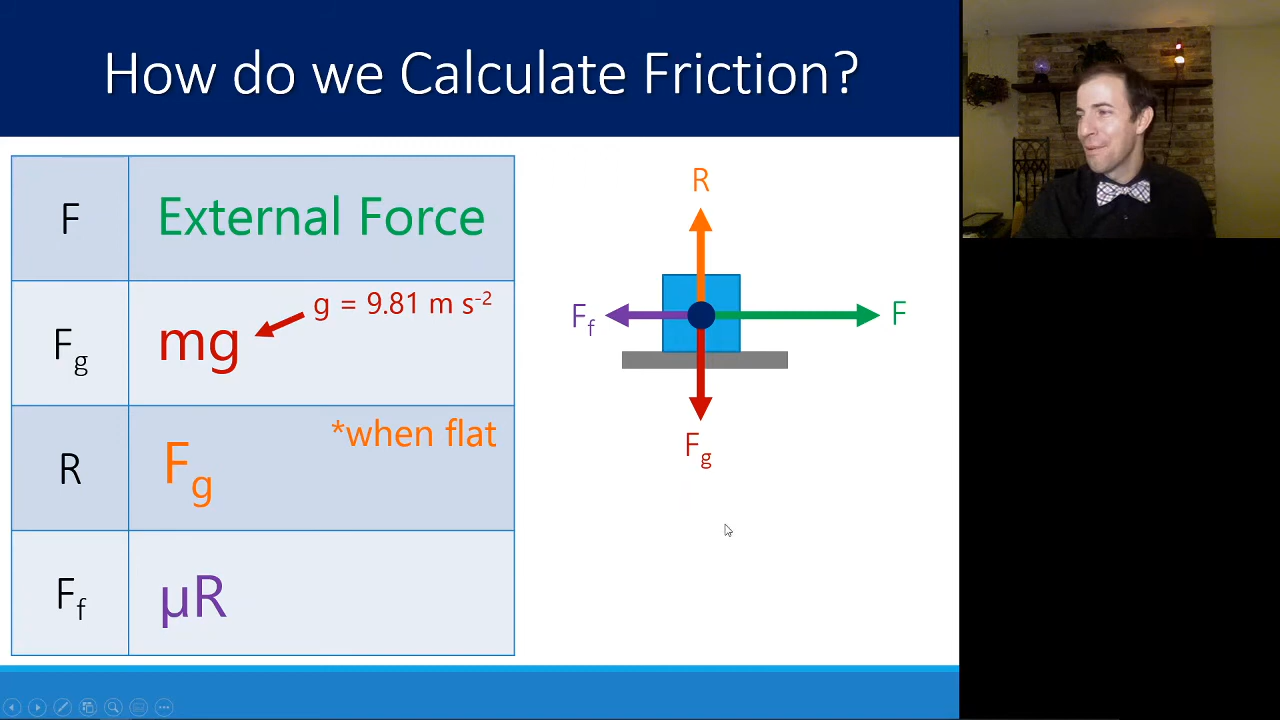 How do we Calculate Friction?
F
External Force
Fg
mg
g = 9.81 m s⁻²
R
Fg
*when flat
Ff
µR
R
Ff
F
Fg